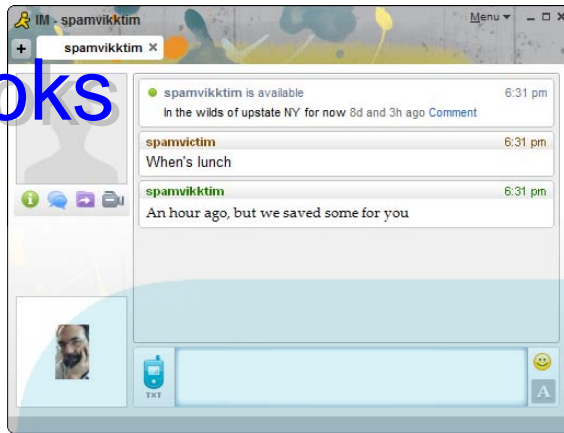 IM - spamvikktim
Menu
spamvikktim
oks
spamvikktim is available 6:31 pm
In the wilds of upstate NY for now 8d and 3h ago Comment
spamvictim 6:31 pm
When's lunch
spamvikktim 6:31 pm
An hour ago, but we saved some for you
TXT
A